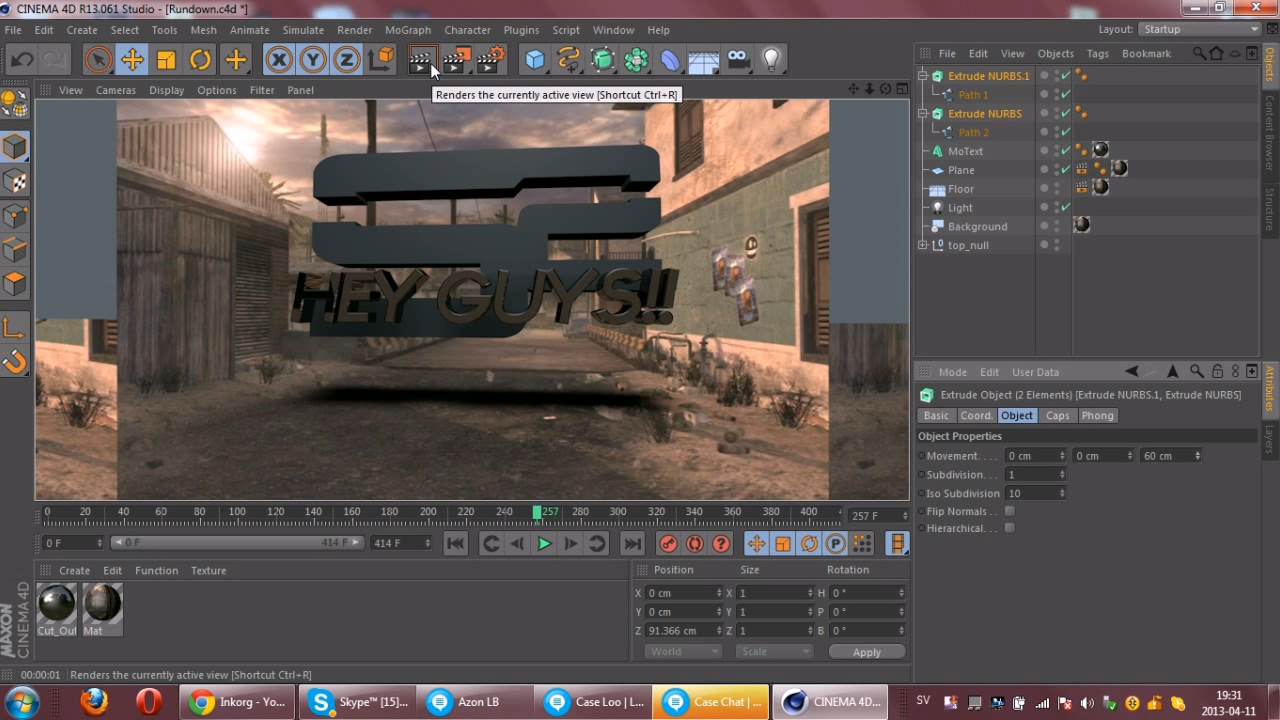 CINEMA 4D R13.061 Studio - [Rundown.c4d *]
File Edit Create Select Tools Mesh Animate Simulate Render MoGraph Character Plugins Script Window Help
Layout: Startup
X Y Z
View Cameras Display Options Filter Panel
Renders the currently active view [Shortcut Ctrl+R]
HEY GUYS!!
File Edit View Objects Tags Bookmark
Extrude NURBS.1
Path 1
Extrude NURBS
Path 2
MoText
Plane
Floor
Light
Background
top_null
Objects
Content Browser
Structure
Mode Edit User Data
Extrude Object (2 Elements) [Extrude NURBS.1, Extrude NURBS]
Basic Coord. Object Caps Phong
Object Properties
Movement. . . . 0 cm 0 cm 60 cm
Subdivision. . . 1
Iso Subdivision 10
Flip Normals . .
Hierarchical. . .
Attributes
Layers
0 20 40 60 80 100 120 140 160 180 200 220 240 257 280 300 320 340 360 380 400
257 F
0 F 0 F 414 F 414 F
P
Create Edit Function Texture
Cut_Out
Mat
MAXON
CINEMA 4D
Position Size Rotation
X 0 cm X 1 H 0 °
Y 0 cm Y 1 P 0 °
Z 91.366 cm Z 1 B 0 °
World Scale Apply
00:00:01 Renders the currently active view [Shortcut Ctrl+R]
Inkorg - Yo...
Skype™ [15]...
Azon LB
Case Loo | L...
Case Chat | ...
CINEMA 4D...
SV
19:31
2013-04-11